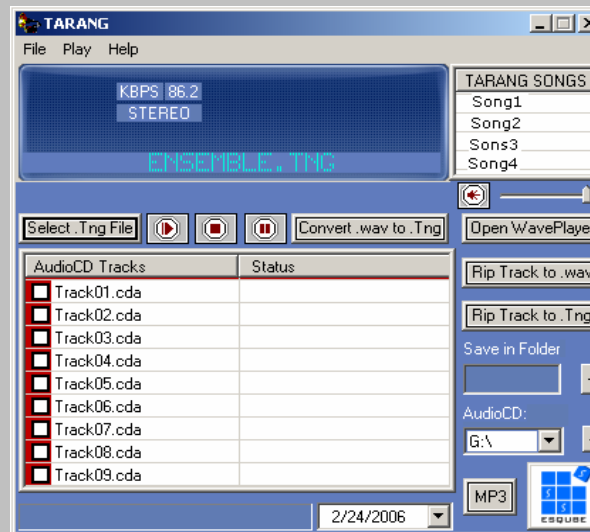 TARANG
File Play Help
KBPS 86.2
STEREO
ENSEMBLE.TNG
TARANG SONGS
Song1
Song2
Sons3
Song4
Select .Tng File
Convert .wav to .Tng
Open WavePlaye
AudioCD Tracks Status
Track01.cda
Track02.cda
Track03.cda
Track04.cda
Track05.cda
Track06.cda
Track07.cda
Track08.cda
Track09.cda
Rip Track to .wav
Rip Track to .Tng
Save in Folder
AudioCD:
G:\
MP3
ESQUBE
2/24/2006